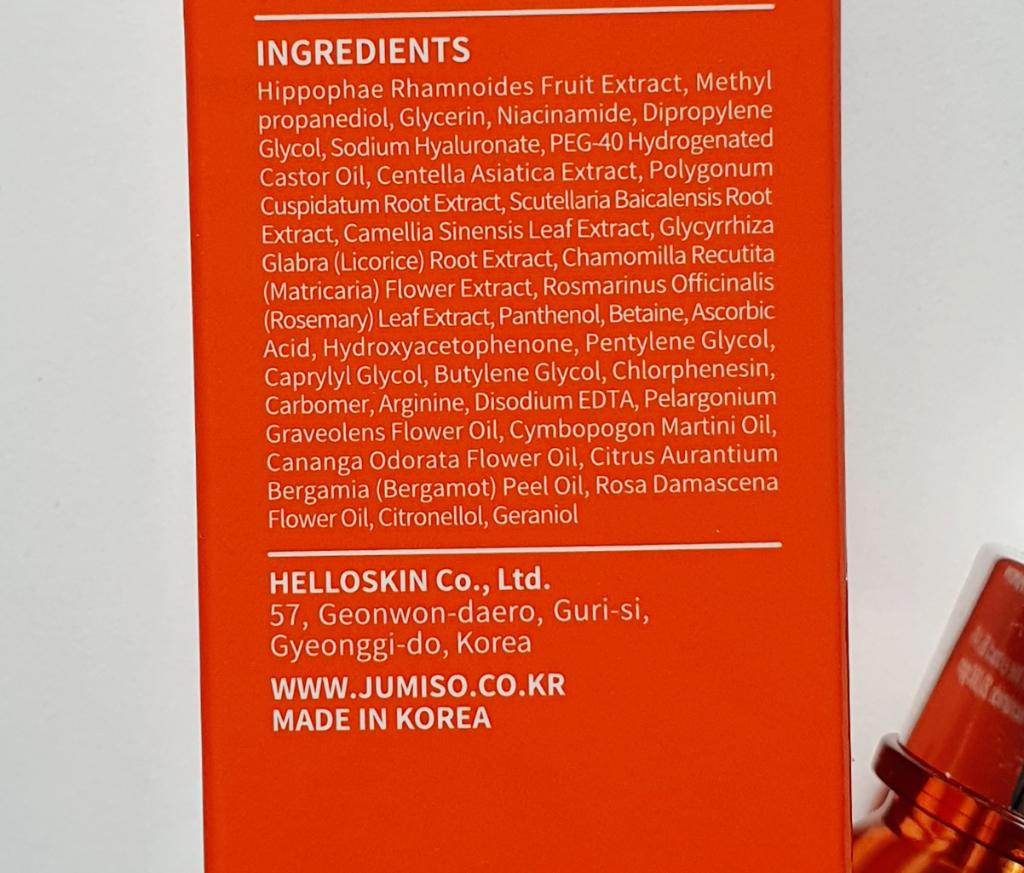 INGREDIENTS
Hippophae Rhamnoides Fruit Extract, Methyl
propanediol, Glycerin, Niacinamide, Dipropylene
Glycol, Sodium Hyaluronate, PEG-40 Hydrogenated
Castor Oil, Centella Asiatica Extract, Polygonum
Cuspidatum Root Extract, Scutellaria Baicalensis Root
Extract, Camellia Sinensis Leaf Extract, Glycyrrhiza
Glabra (Licorice) Root Extract, Chamomilla Recutita
(Matricaria) Flower Extract, Rosmarinus Officinalis
(Rosemary) Leaf Extract, Panthenol, Betaine, Ascorbic
Acid, Hydroxyacetophenone, Pentylene Glycol,
Caprylyl Glycol, Butylene Glycol, Chlorphenesin,
Carbomer, Arginine, Disodium EDTA, Pelargonium
Graveolens Flower Oil, Cymbopogon Martini Oil,
Cananga Odorata Flower Oil, Citrus Aurantium
Bergamia (Bergamot) Peel Oil, Rosa Damascena
Flower Oil, Citronellol, Geraniol
HELLOSKIN Co., Ltd.
57, Geonwon-daero, Guri-si,
Gyeonggi-do, Korea
WWW.JUMISO.CO.KR
MADE IN KOREA